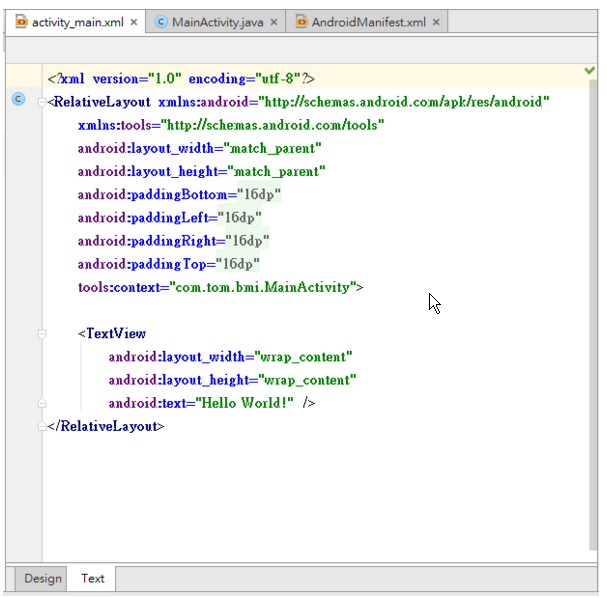 activity_main.xml × C MainActivity.java × AndroidManifest.xml ×
<?xml version="1.0" encoding="utf-8"?>
C <RelativeLayout xmlns:android="http://schemas.android.com/apk/res/android"
xmlns:tools="http://schemas.android.com/tools"
android:layout_width="match_parent"
android:layout_height="match_parent"
android:paddingBottom="16dp"
android:paddingLeft="16dp"
android:paddingRight="16dp"
android:paddingTop="16dp"
tools:context="com.tom.bmi.MainActivity">
<TextView
android:layout_width="wrap_content"
android:layout_height="wrap_content"
android:text="Hello World!" />
</RelativeLayout>
Design Text